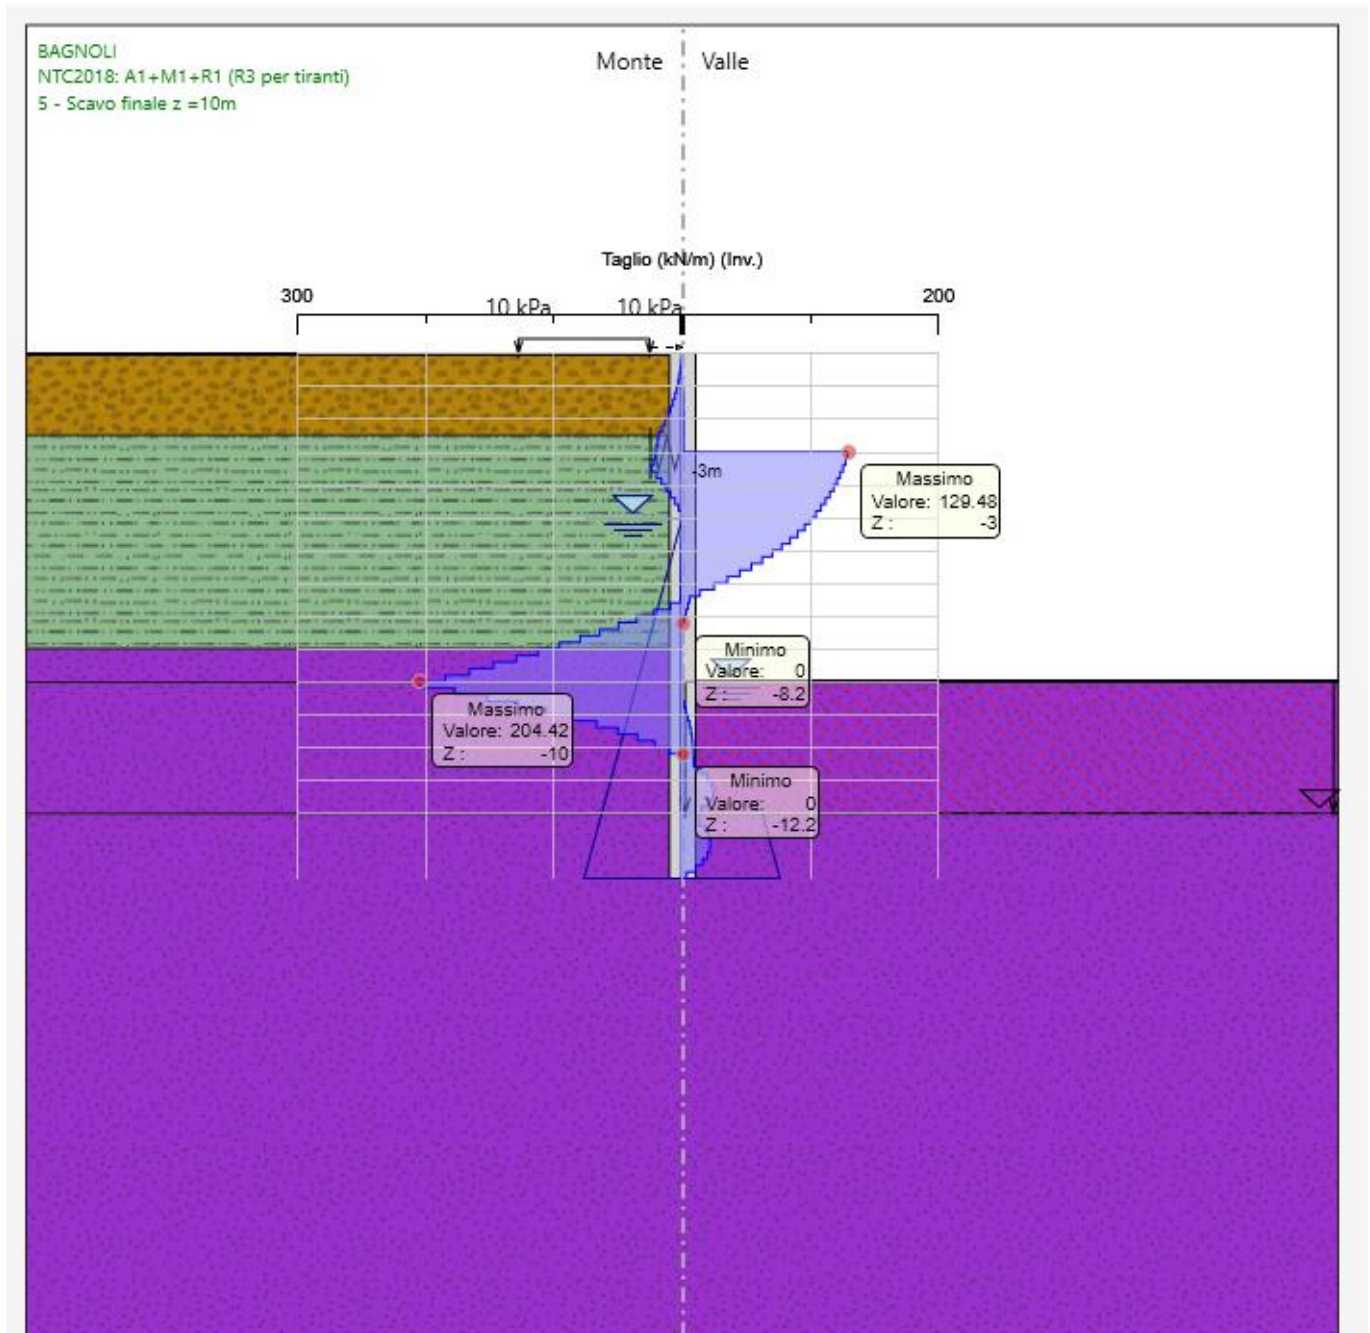 BAGNOLI
NTC2018: A1+M1+R1 (R3 per tiranti)
5 - Scavo finale z =10m
Monte
Valle
Taglio (kN/m) (Inv.)
300
200
10 kPa
10 kPa
-3m
Massimo
Valore: 129.48
Z : -3
Minimo
Valore: 0
Z : -8.2
Massimo
Valore: 204.42
Z : -10
Minimo
Valore: 0
Z : -12.2